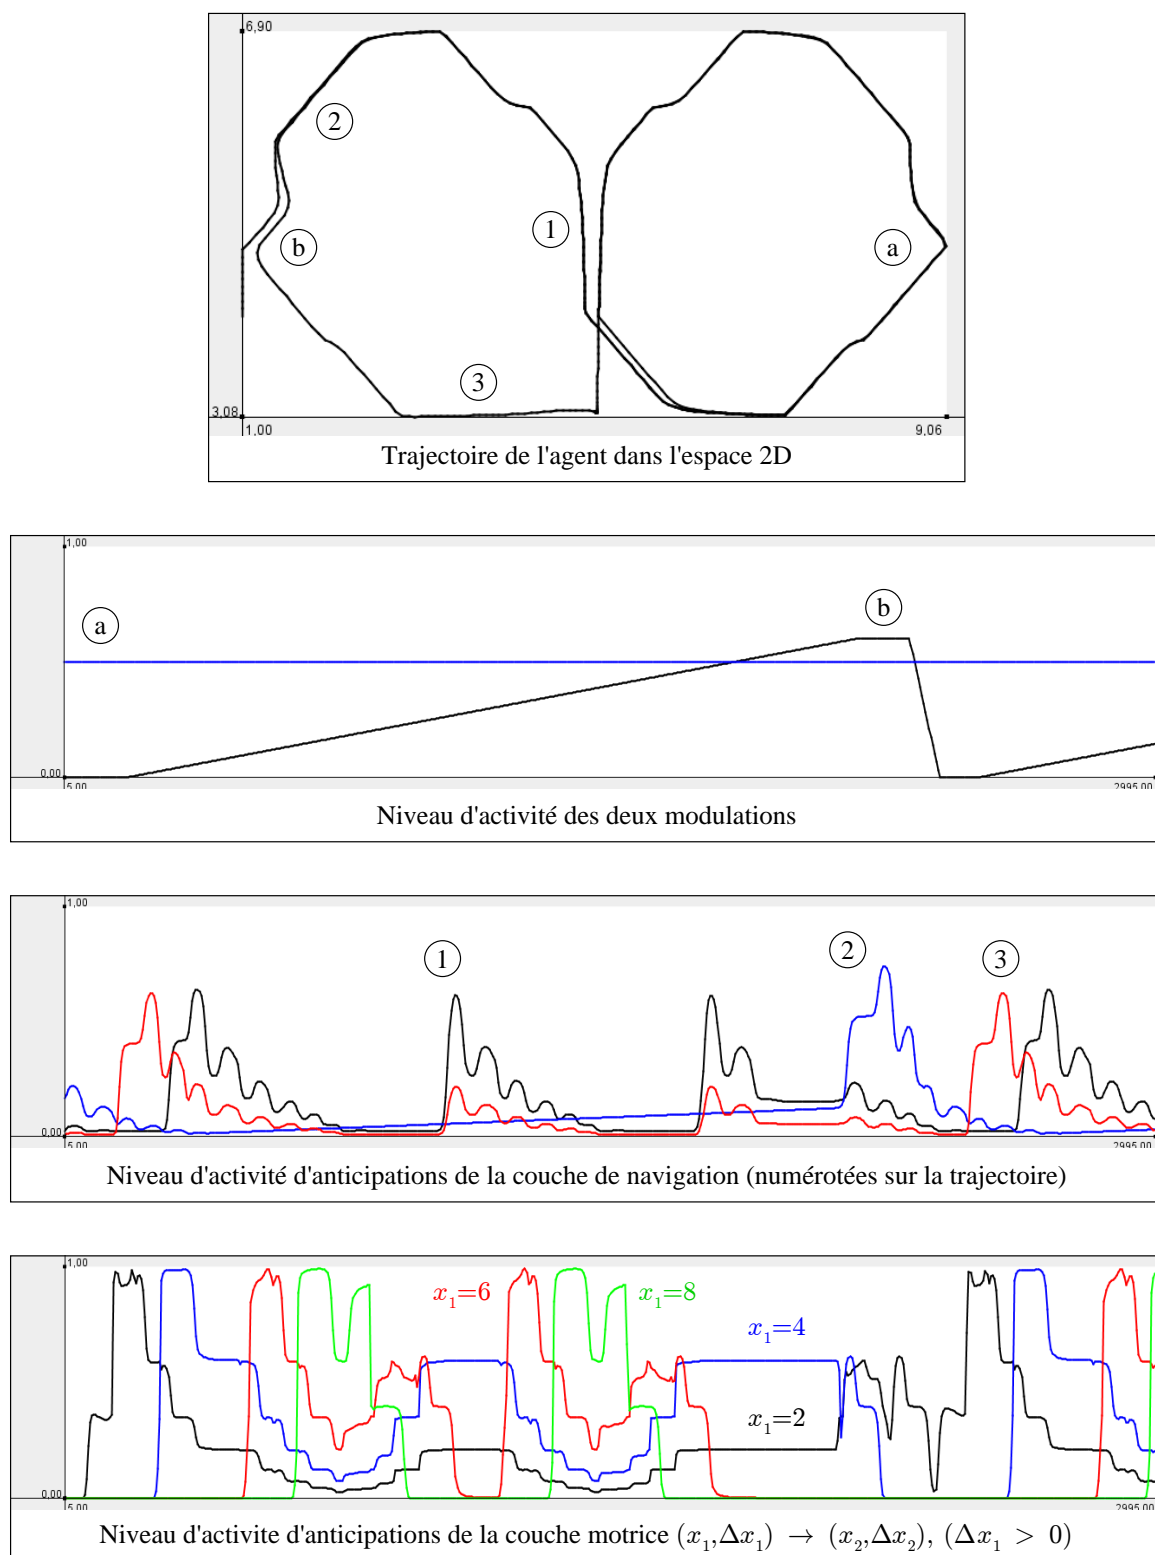 6,90
2
1
b
a
3
3,08
1,00
9,06
Trajectoire de l'agent dans l'espace 2D
1,00
a
b
0,00
5,00
2995,00
Niveau d'activité des deux modulations
1,00
1
2
3
0,00
5,00
2995,00
Niveau d'activité d'anticipations de la couche de navigation (numérotées sur la trajectoire)
1,00
x₁=6
x₁=8
x₁=4
x₁=2
0,00
5,00
2995,00
Niveau d'activite d'anticipations de la couche motrice (x₁,Δx₁) → (x₂,Δx₂), (Δx₁ > 0)